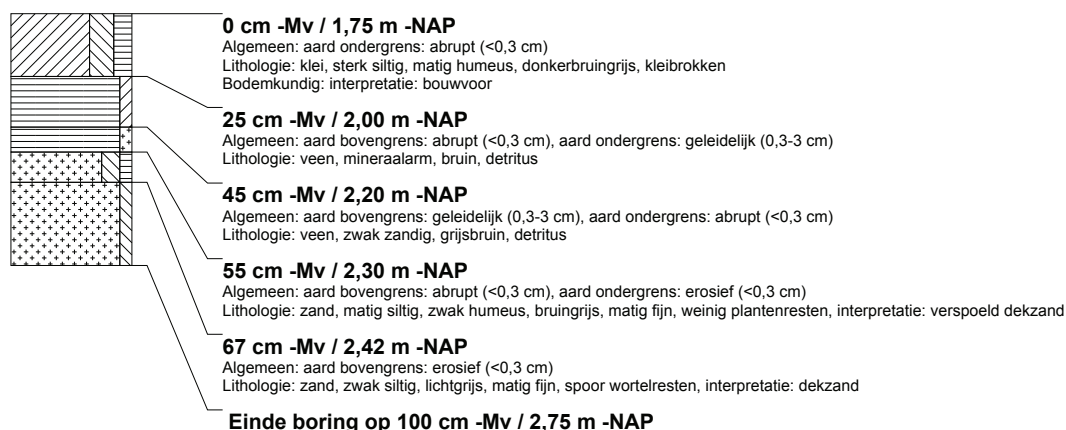 0 cm -Mv / 1,75 m -NAP
Algemeen: aard ondergrens: abrupt (<0,3 cm)
Lithologie: klei, sterk siltig, matig humeus, donkerbruingrijs, kleibrokken
Bodemkundig: interpretatie: bouwvoor
25 cm -Mv / 2,00 m -NAP
Algemeen: aard bovengrens: abrupt (<0,3 cm), aard ondergrens: geleidelijk (0,3-3 cm)
Lithologie: veen, mineraalarm, bruin, detritus
45 cm -Mv / 2,20 m -NAP
Algemeen: aard bovengrens: geleidelijk (0,3-3 cm), aard ondergrens: abrupt (<0,3 cm)
Lithologie: veen, zwak zandig, grijsbruin, detritus
55 cm -Mv / 2,30 m -NAP
Algemeen: aard bovengrens: abrupt (<0,3 cm), aard ondergrens: erosief (<0,3 cm)
Lithologie: zand, matig siltig, zwak humeus, bruingrijs, matig fijn, weinig plantenresten, interpretatie: verspoeld dekzand
67 cm -Mv / 2,42 m -NAP
Algemeen: aard bovengrens: erosief (<0,3 cm)
Lithologie: zand, zwak siltig, lichtgrijs, matig fijn, spoor wortelresten, interpretatie: dekzand
Einde boring op 100 cm -Mv / 2,75 m -NAP